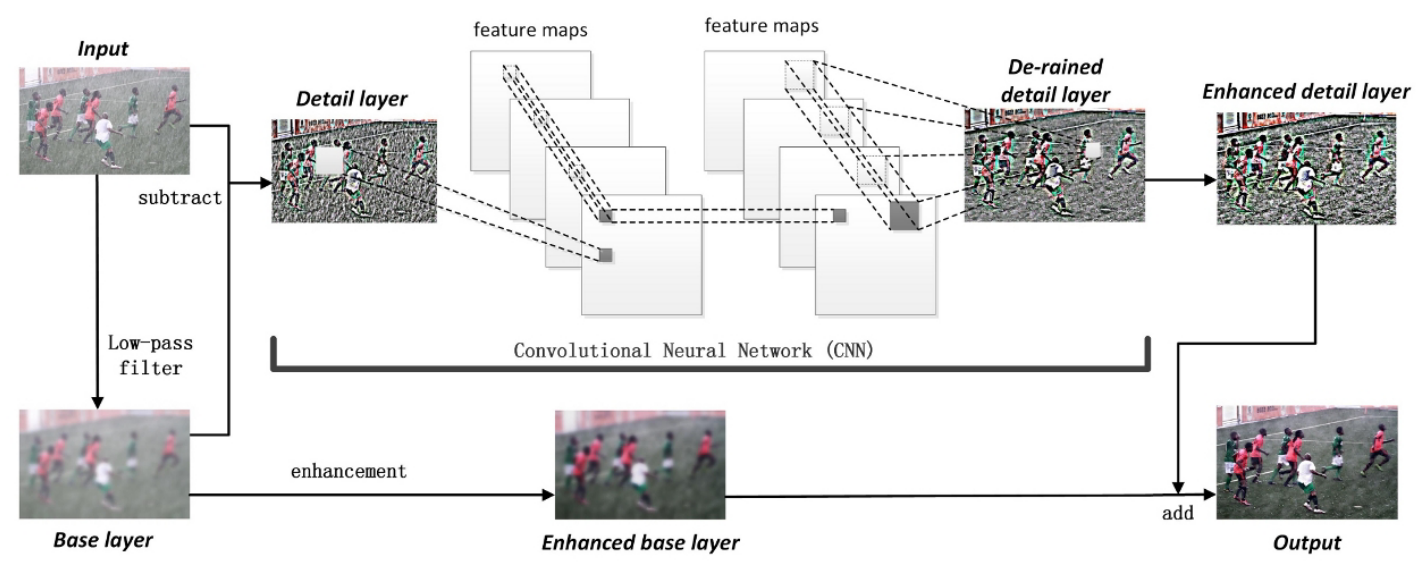 Input
feature maps
feature maps
Detail layer
De-rained
detail layer
Enhanced detail layer
subtract
Low-pass
filter
Convolutional Neural Network (CNN)
enhancement
add
Base layer
Enhanced base layer
Output